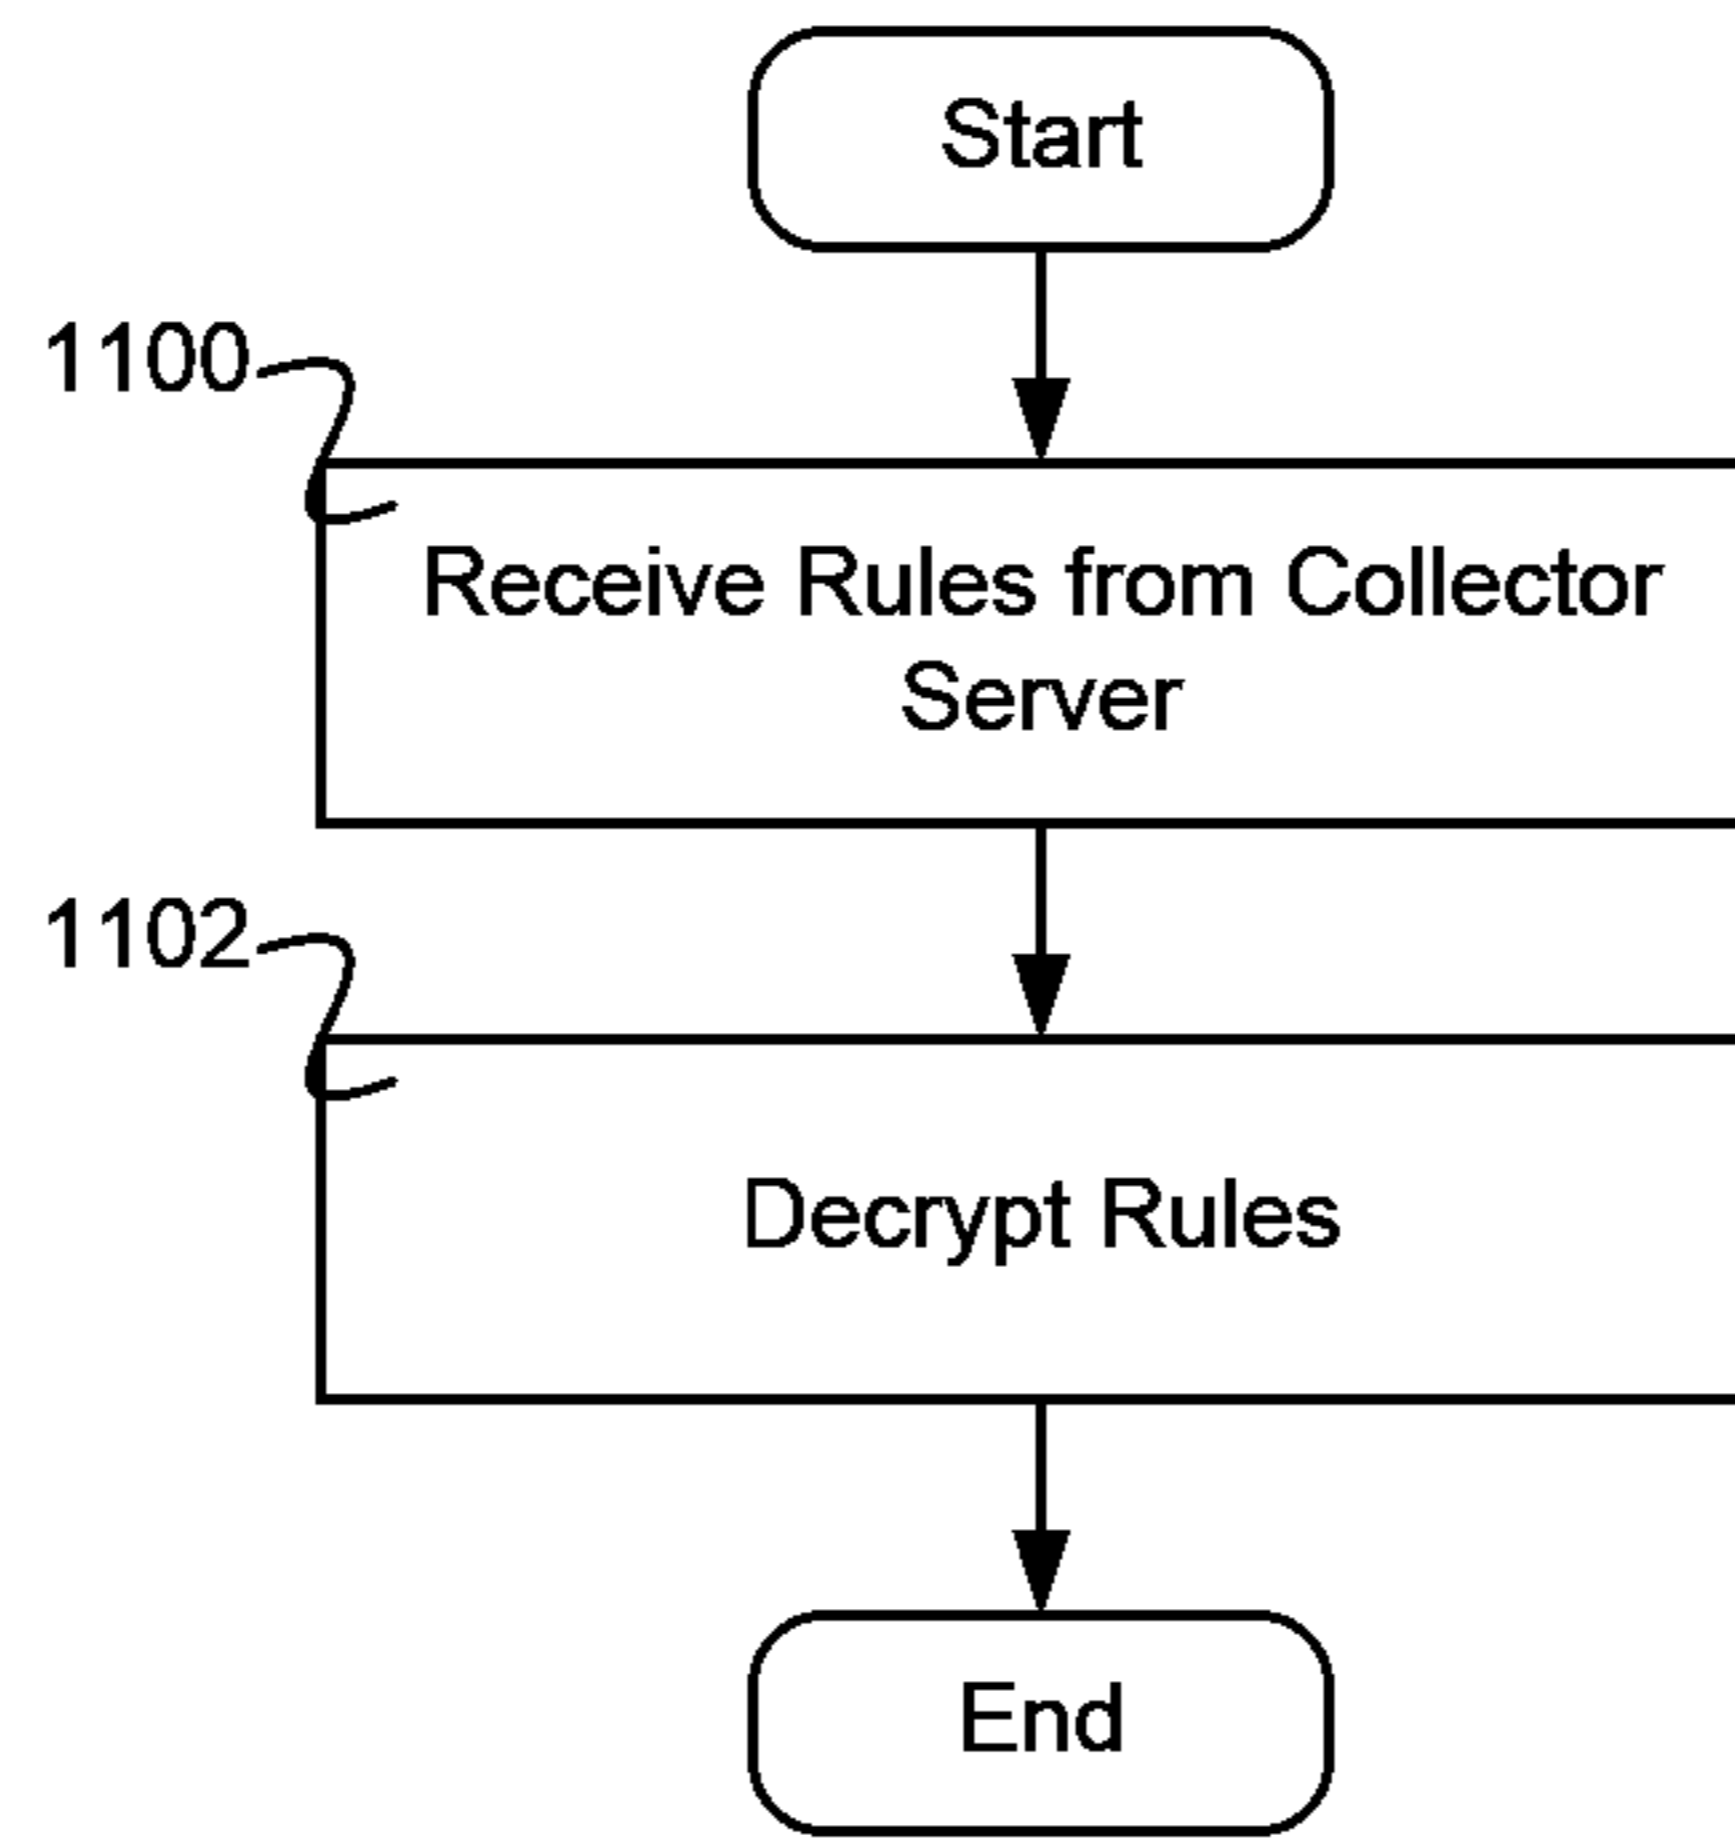 Start
1100
Receive Rules from Collector
Server
1102
Decrypt Rules
End